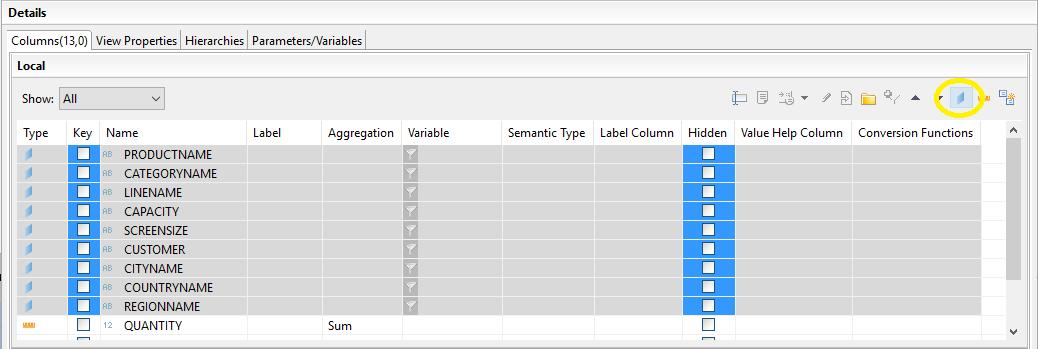 Details
Columns(13,0) View Properties Hierarchies Parameters/Variables
Local
Show: All
Type Key Name Label Aggregation Variable Semantic Type Label Column Hidden Value Help Column Conversion Functions
AB PRODUCTNAME
AB CATEGORYNAME
AB LINENAME
AB CAPACITY
AB SCREENSIZE
AB CUSTOMER
AB CITYNAME
AB COUNTRYNAME
AB REGIONNAME
12 QUANTITY Sum